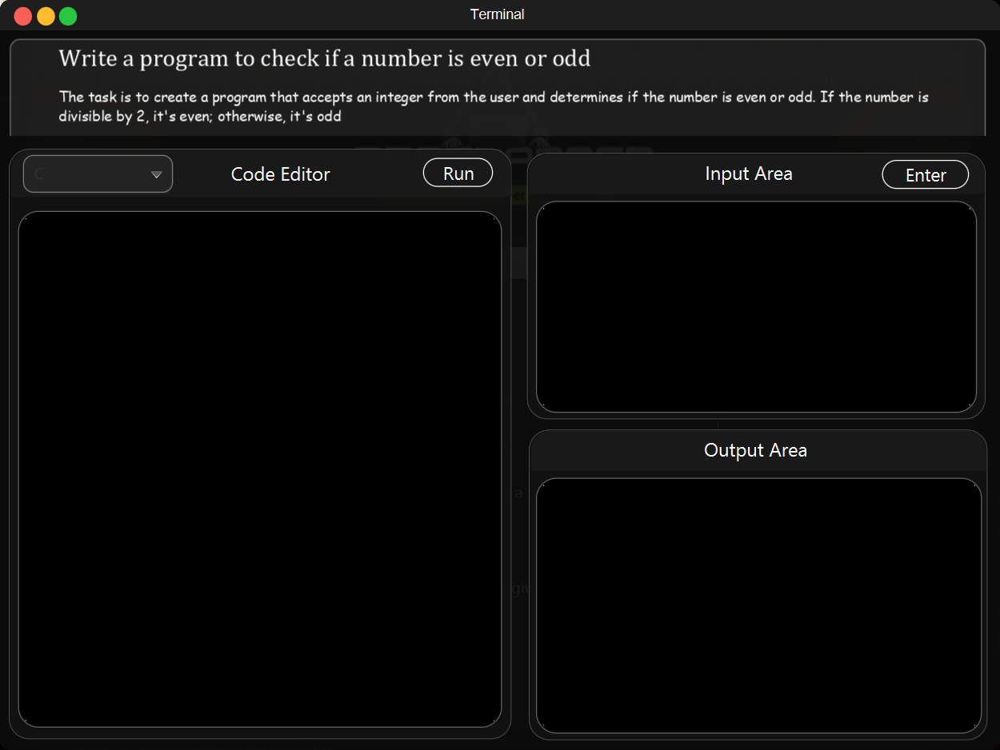 Terminal
Write a program to check if a number is even or odd
The task is to create a program that accepts an integer from the user and determines if the number is even or odd. If the number is
divisible by 2, it's even; otherwise, it's odd
C
Code Editor
Run
Input Area
Enter
Output Area
a